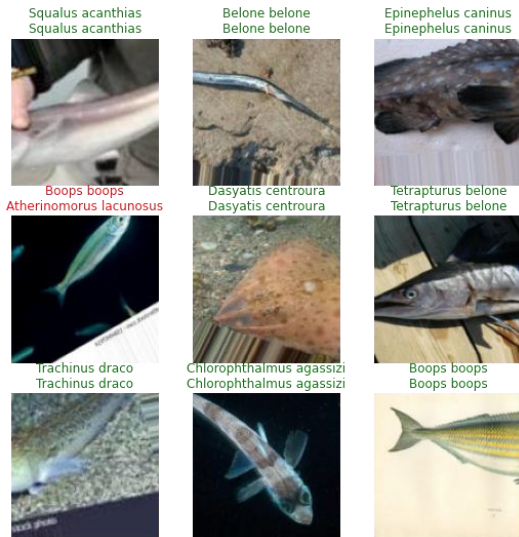 Squalus acanthias
Squalus acanthias
Belone belone
Belone belone
Epinephelus caninus
Epinephelus caninus
Boops boops
Atherinomorus lacunosus
Dasyatis centroura
Dasyatis centroura
Tetrapturus belone
Tetrapturus belone
Trachinus draco
Trachinus draco
Chlorophthalmus agassizi
Chlorophthalmus agassizi
Boops boops
Boops boops
photo